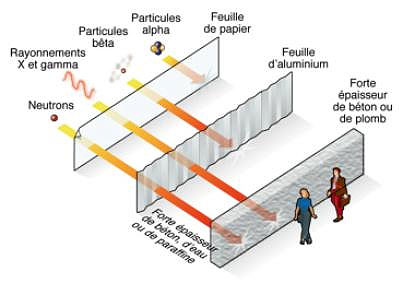 Particules
alpha
Particules
bêta
Rayonnements
X et gamma
Neutrons
Feuille
de papier
Feuille
d'aluminium
Forte
épaisseur
de béton ou
de plomb
Forte épaisseur
de béton, d'eau
ou de paraffine